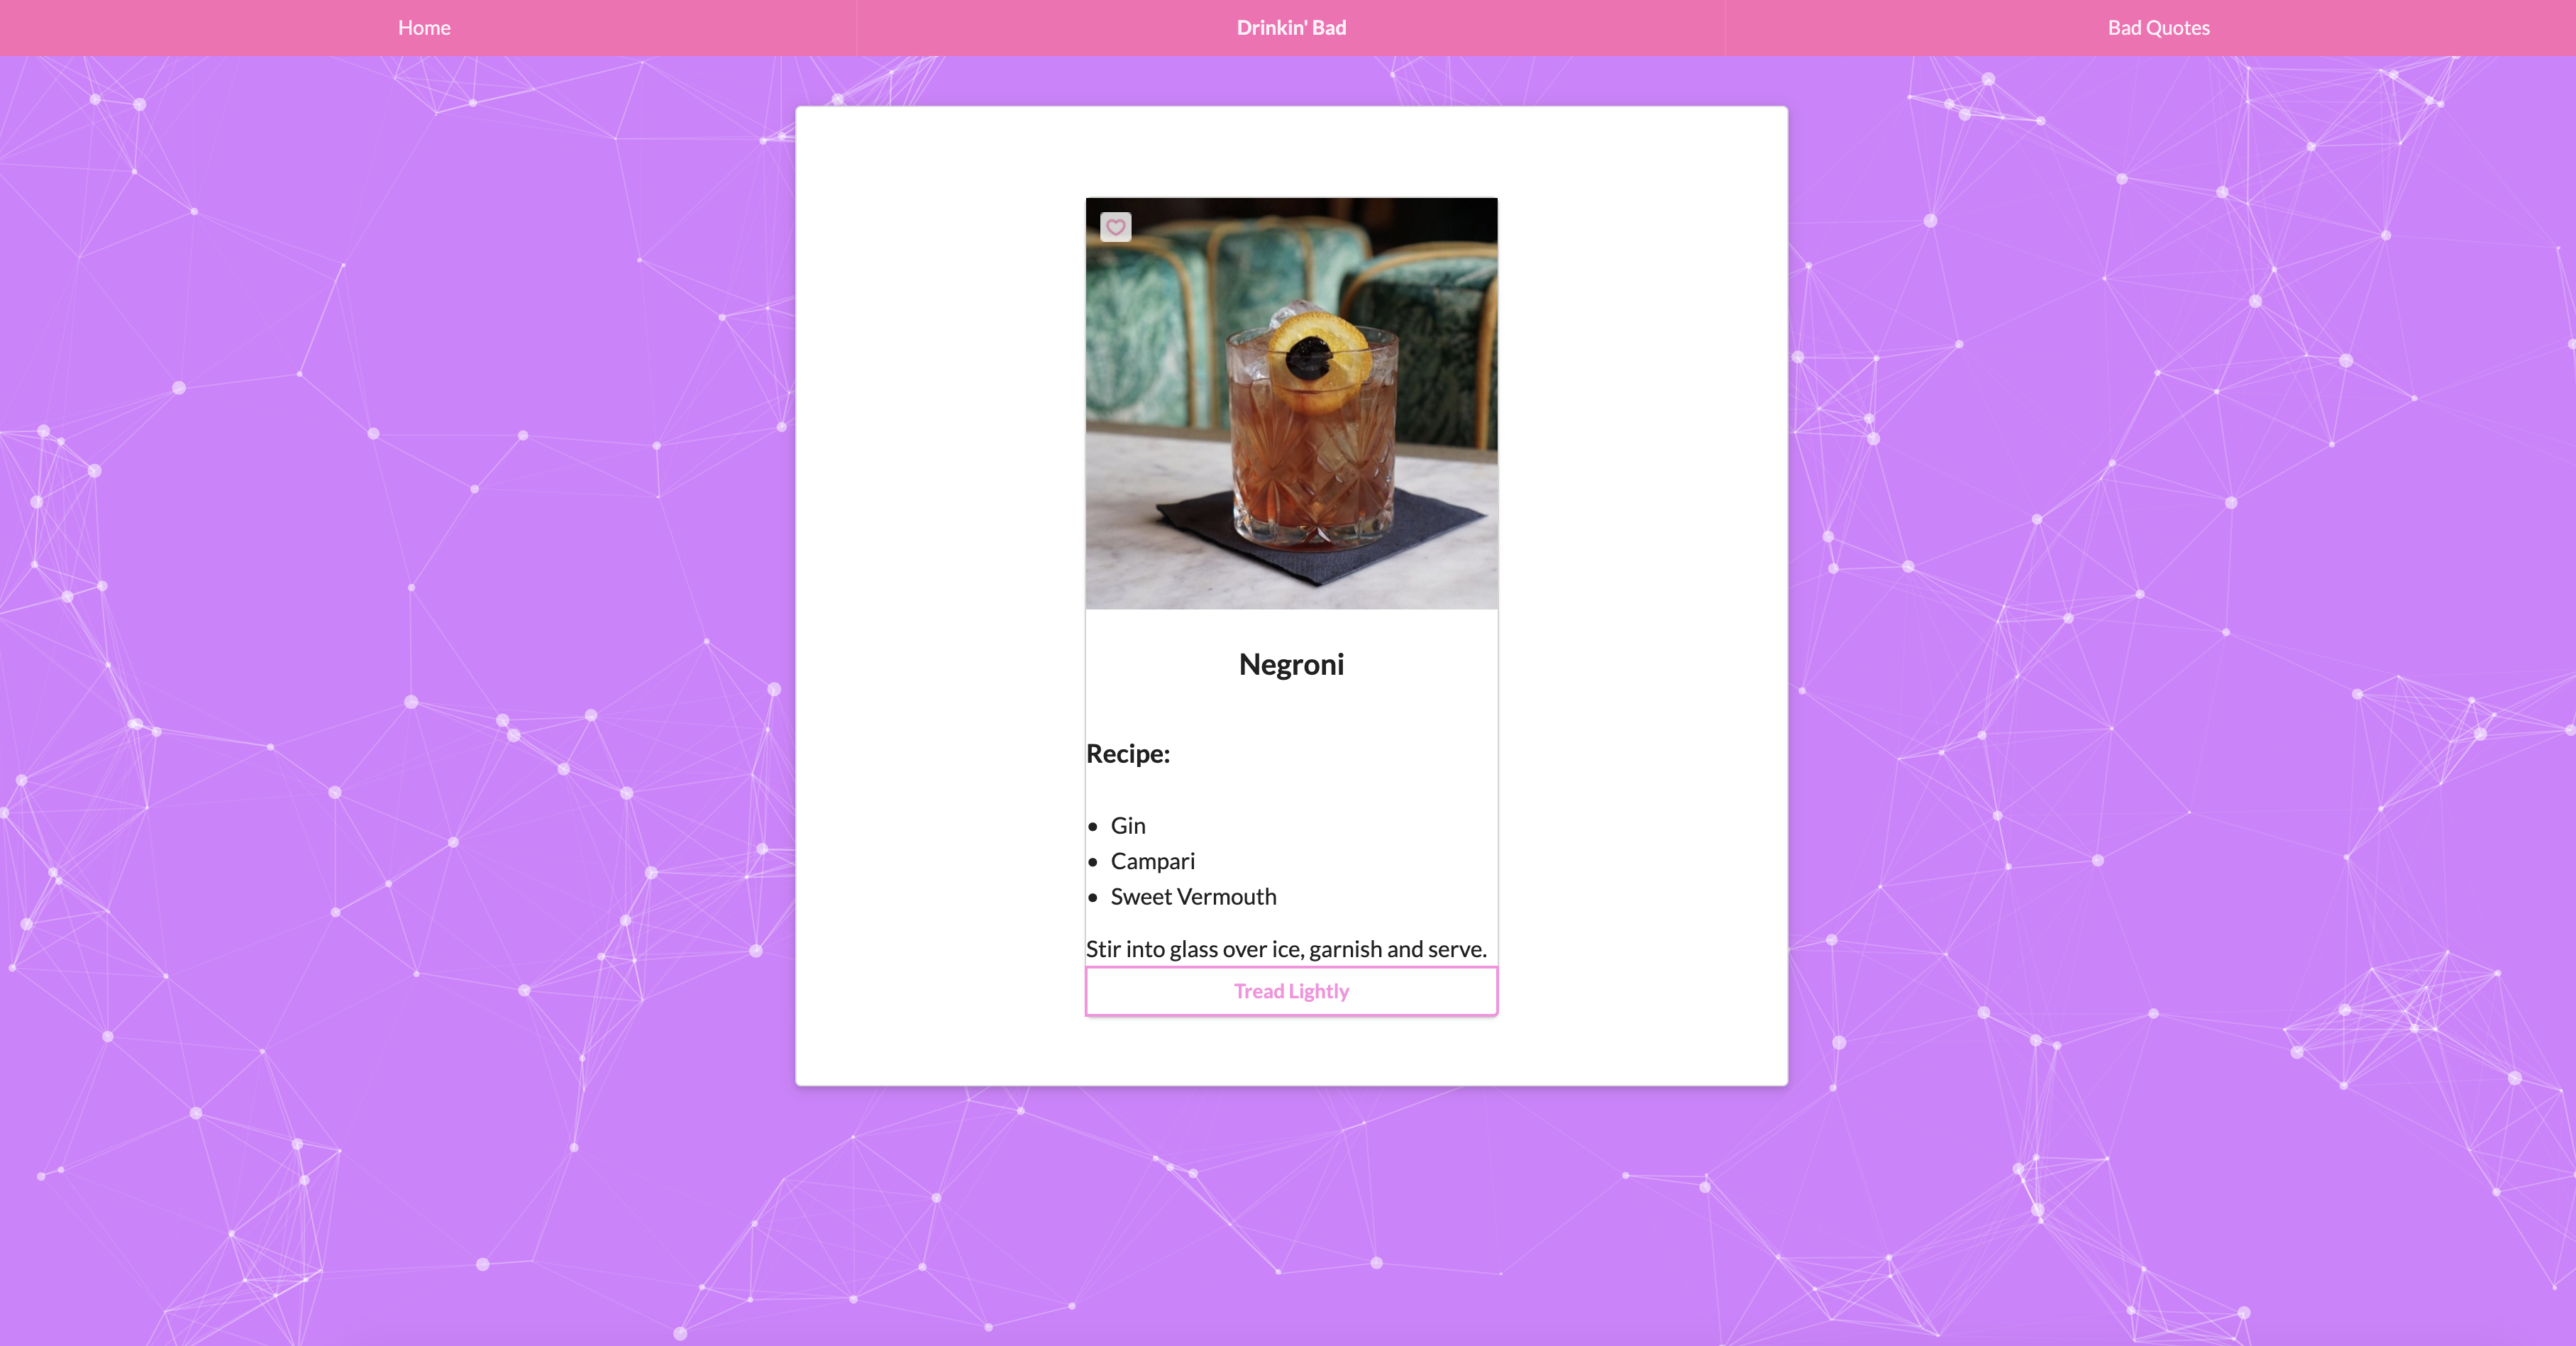 Home
Drinkin' Bad
Bad Quotes
Negroni
Recipe:
Gin
Campari
Sweet Vermouth
Stir into glass over ice, garnish and serve.
Tread Lightly